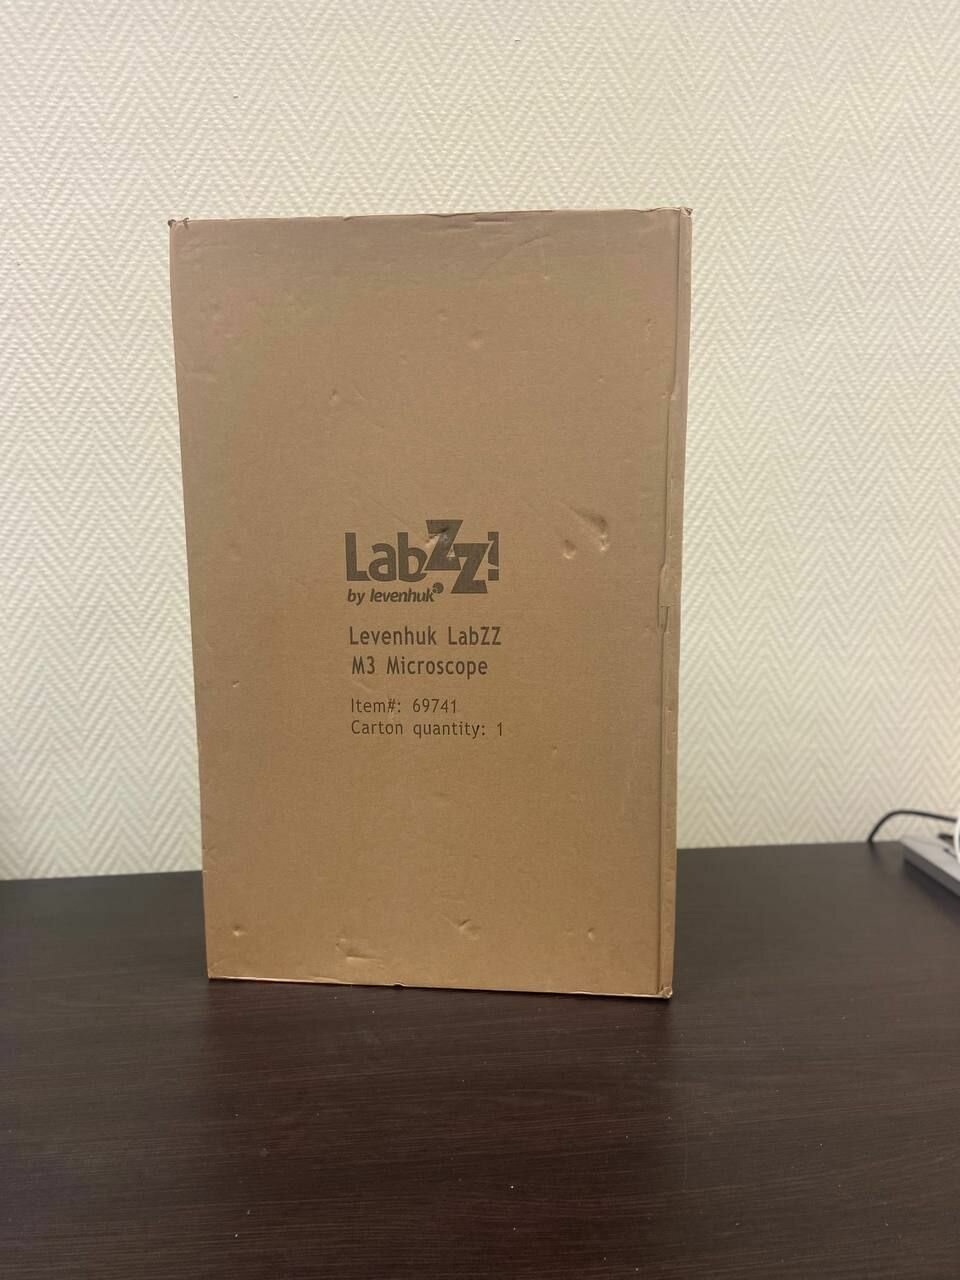 LabZZ!
by levenhuk
Levenhuk LabZZ
M3 Microscope
Item#: 69741
Carton quantity: 1